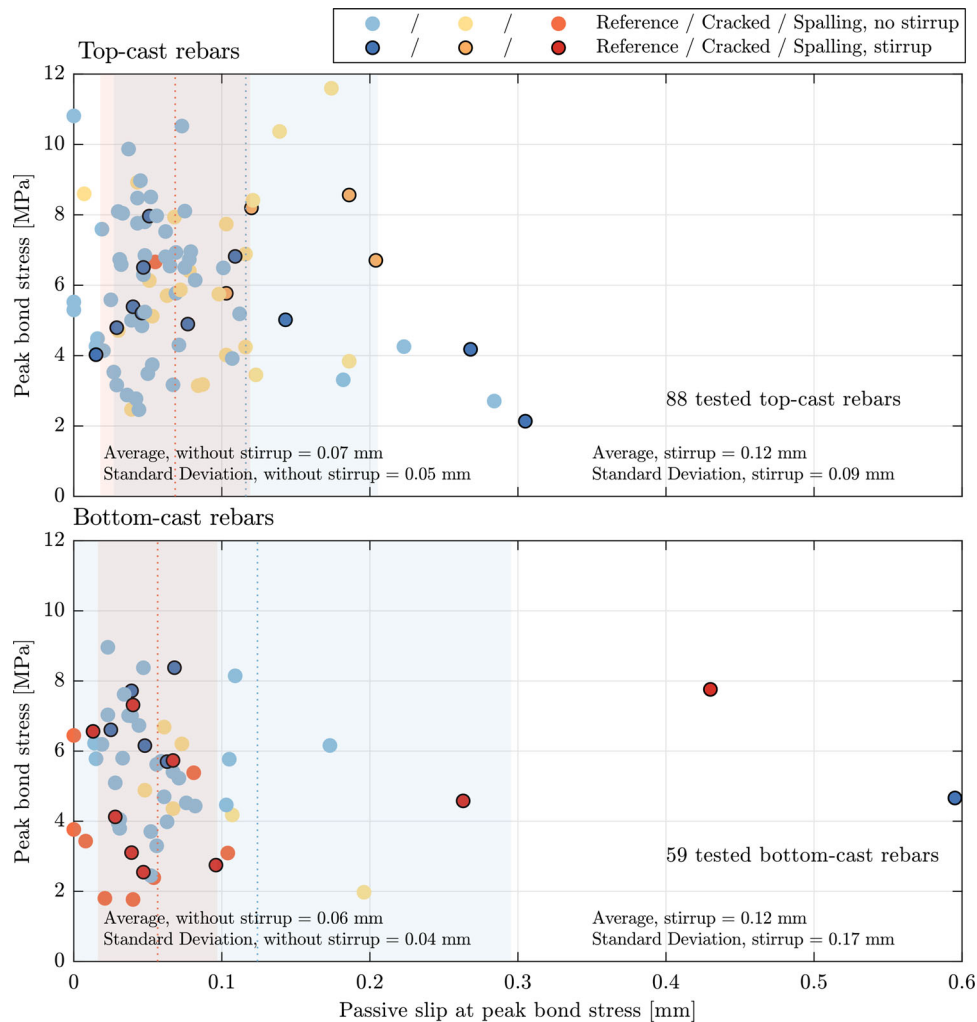 / / Reference / Cracked / Spalling, no stirrup
/ / Reference / Cracked / Spalling, stirrup
Top-cast rebars
12
10
8
6
4
2
0
Peak bond stress [MPa]
88 tested top-cast rebars
Average, without stirrup = 0.07 mm
Standard Deviation, without stirrup = 0.05 mm
Average, stirrup = 0.12 mm
Standard Deviation, stirrup = 0.09 mm
Bottom-cast rebars
12
10
8
6
4
2
0
Peak bond stress [MPa]
59 tested bottom-cast rebars
Average, without stirrup = 0.06 mm
Standard Deviation, without stirrup = 0.04 mm
Average, stirrup = 0.12 mm
Standard Deviation, stirrup = 0.17 mm
0 0.1 0.2 0.3 0.4 0.5 0.6
Passive slip at peak bond stress [mm]